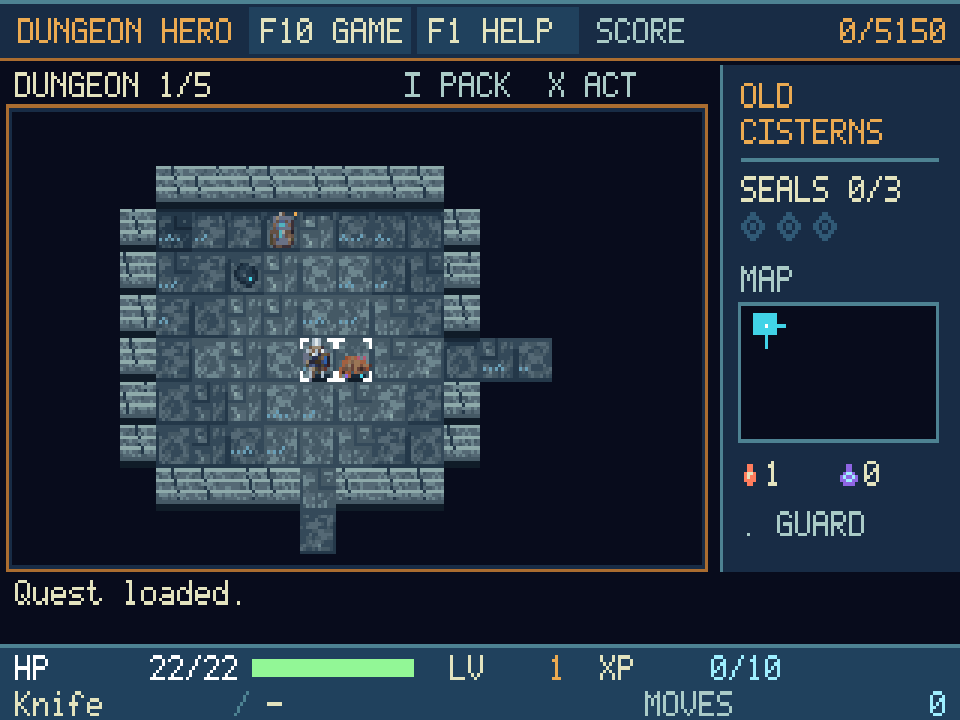 DUNGEON HERO F10 GAME F1 HELP SCORE 0/5150
DUNGEON 1/5 I PACK X ACT
OLD
CISTERNS
SEALS 0/3
MAP
1 0
. GUARD
Quest loaded.
HP 22/22 LV 1 XP 0/10
Knife / - MOVES 0